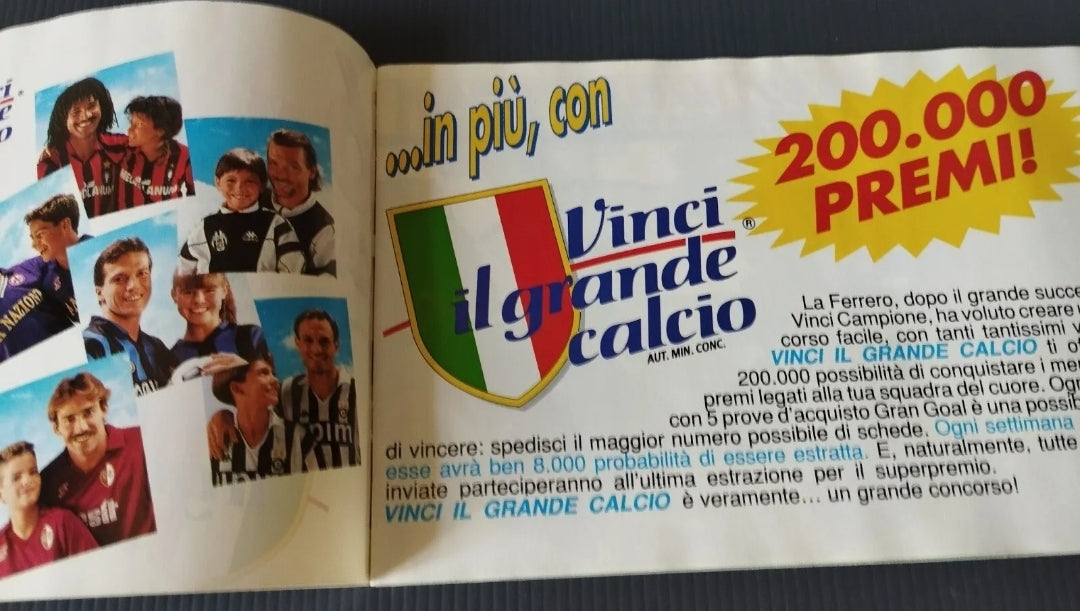 ...in più, con
Vinci
il grande
calcio
®
AUT. MIN. CONC.
200.000
PREMI!
La Ferrero, dopo il grande
Vinci Campione, ha voluto creare
corso facile, con tanti tantissimi
VINCI IL GRANDE CALCIO ti
200.000 possibilità di conquistare i
premi legati alla tua squadra del cuore.
con 5 prove d'acquisto Gran Goal è una
di vincere: spedisci il maggior numero possibile di schede. Ogni settimana
esse avrà ben 8.000 probabilità di essere estratta. E, naturalmente, tutte
inviate parteciperanno all'ultima estrazione per il superpremio.
VINCI IL GRANDE CALCIO è veramente... un grande concorso!